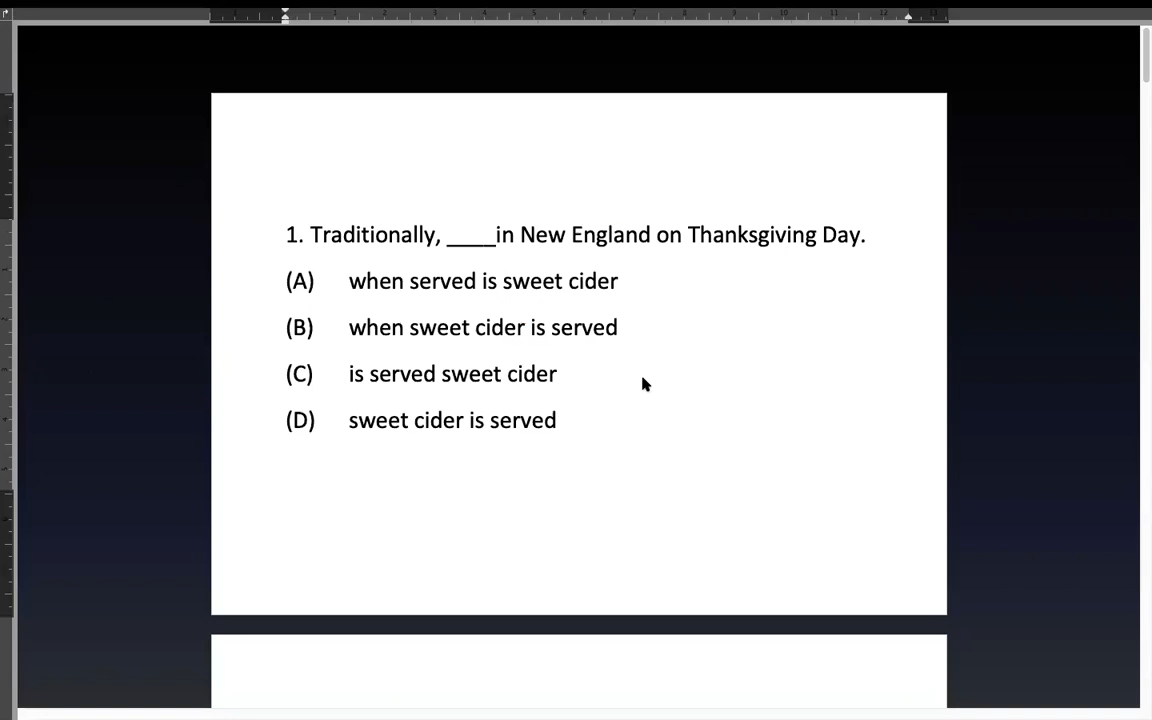 1. Traditionally, ____in New England on Thanksgiving Day.
(A) when served is sweet cider
(B) when sweet cider is served
(C) is served sweet cider
(D) sweet cider is served